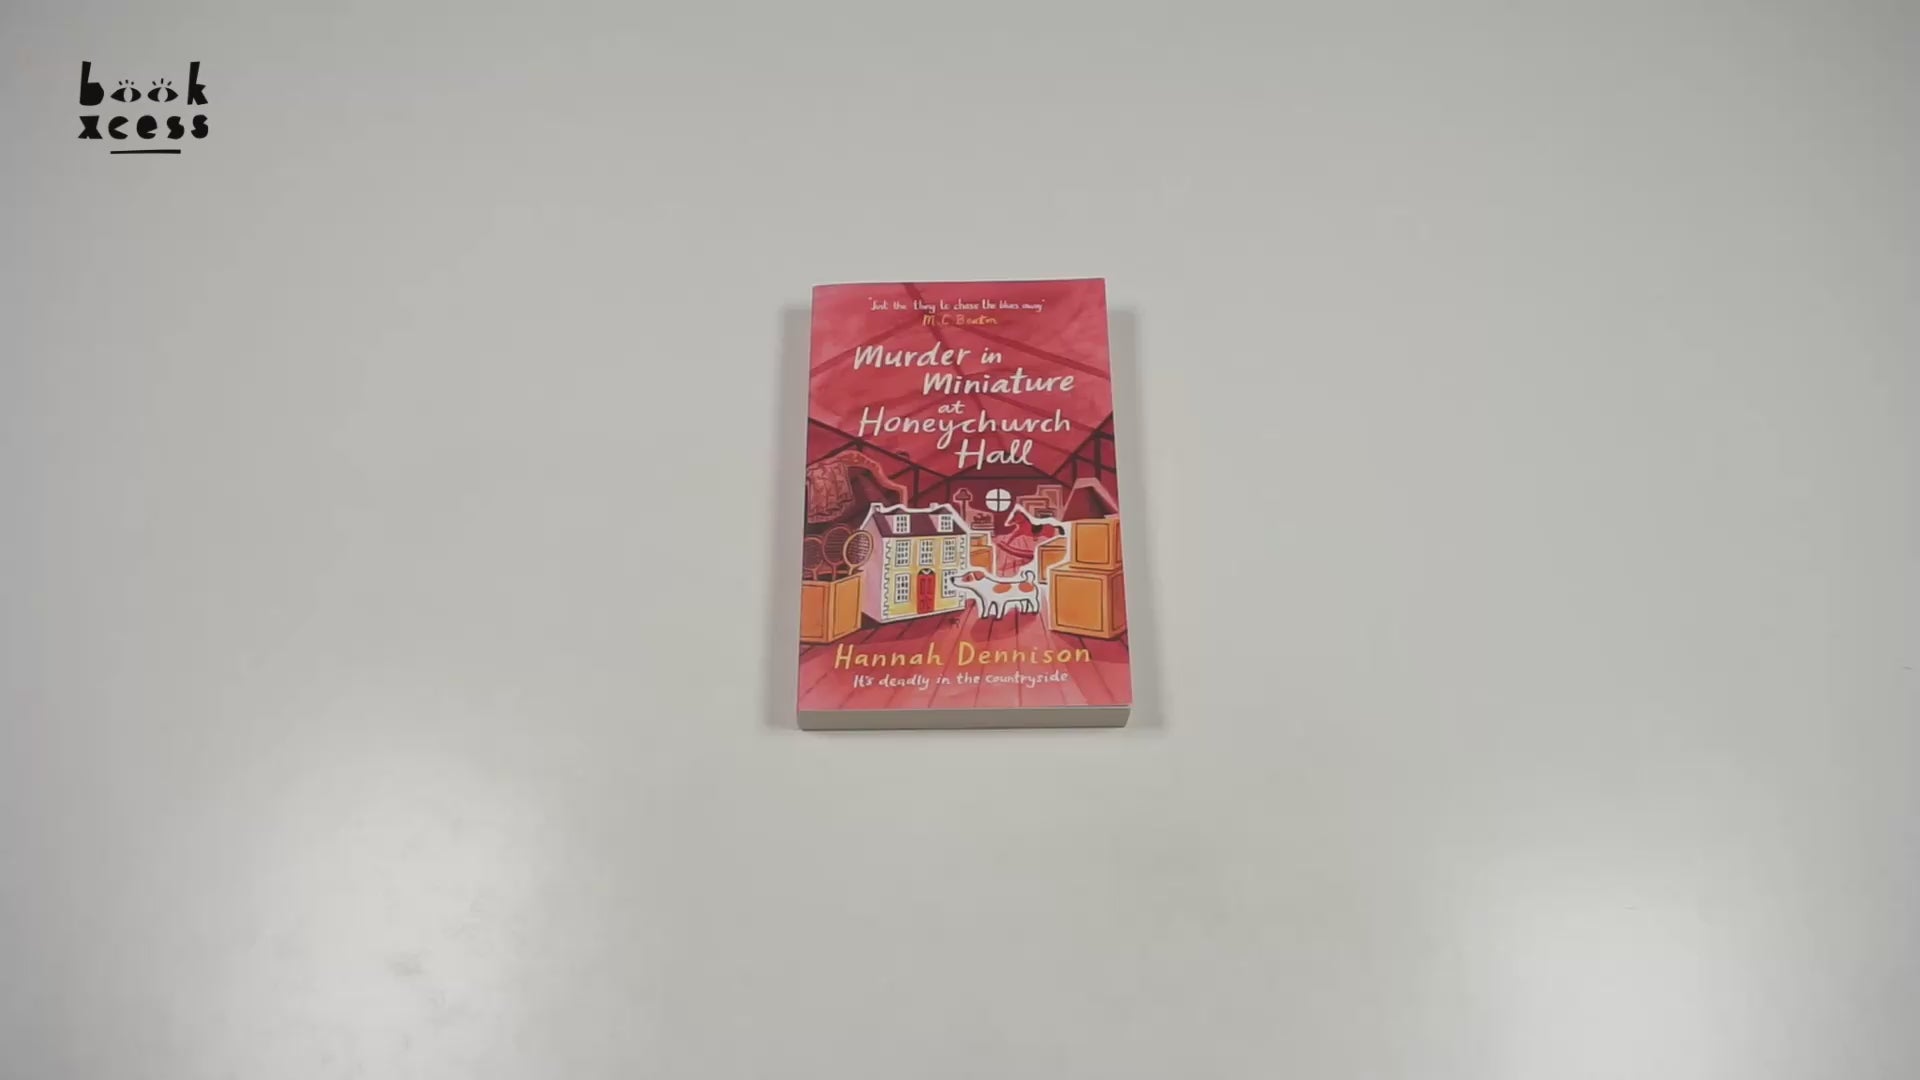 book
xcess
"Just the thing to chase the blues away"
M.C. Beaton
Murder in
Miniature
at
Honeychurch
Hall
Hannah Dennison
It's deadly in the countryside